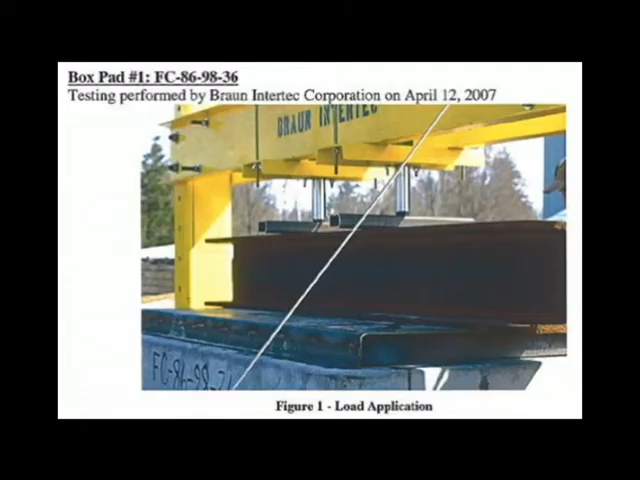 Box Pad #1: FC-86-98-36
Testing performed by Braun Intertec Corporation on April 12, 2007
BRAUN INTERTEC
FC-86-98-
Figure 1 - Load Application